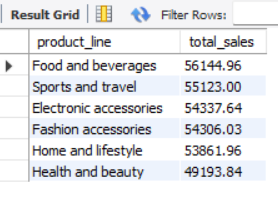 Result Grid Filter Rows:
product_line total_sales
Food and beverages 56144.96
Sports and travel 55123.00
Electronic accessories 54337.64
Fashion accessories 54306.03
Home and lifestyle 53861.96
Health and beauty 49193.84